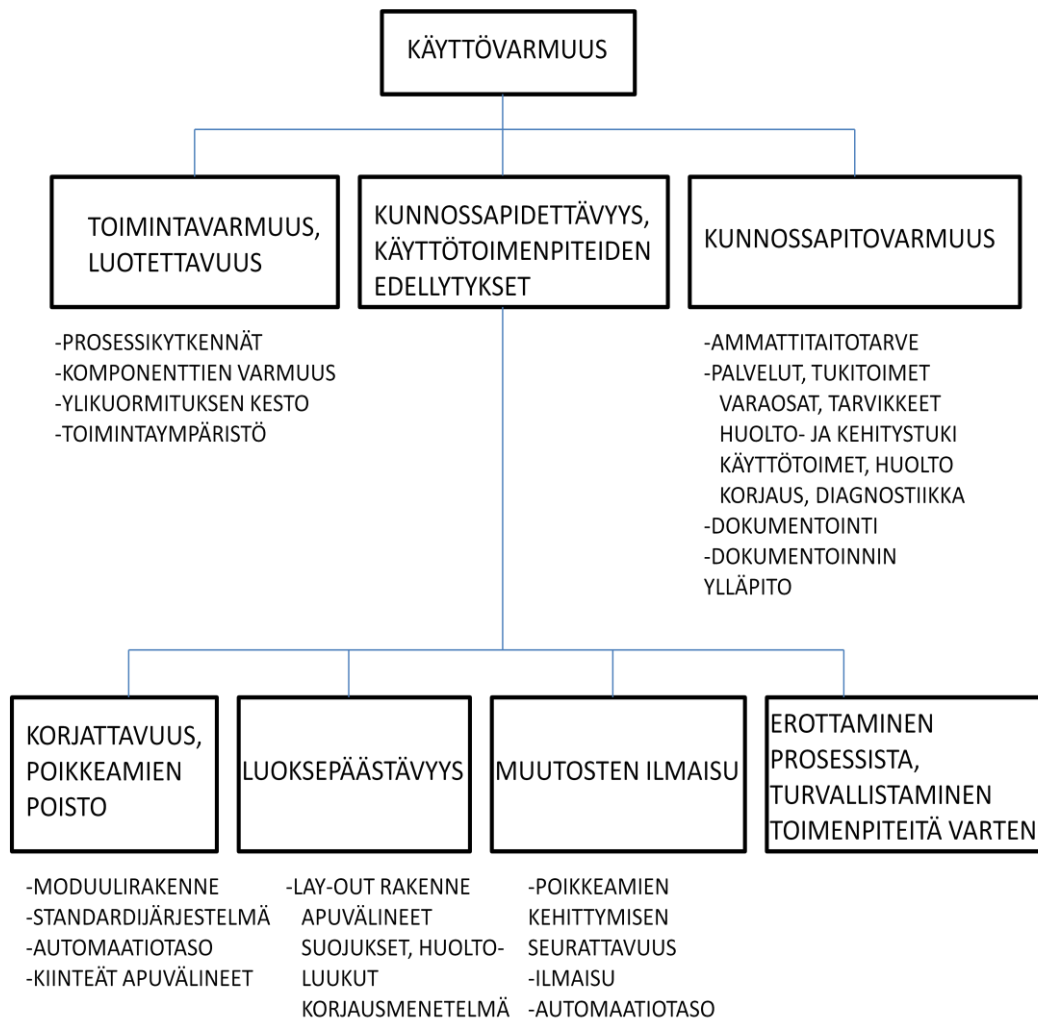 KÄYTTÖVARMUUS
TOIMINTAVARMUUS,
LUOTETTAVUUS
-PROSESSIKYTKENNÄT
-KOMPONENTTIEN VARMUUS
-YLIKUORMITUKSEN KESTO
-TOIMINTAYMPÄRISTÖ
KUNNOSSAPIDETTÄVYYS,
KÄYTTÖTOIMENPITEIDEN
EDELLYTYKSET
KUNNOSSAPITOVARMUUS
-AMMATTITAITOTARVE
-PALVELUT, TUKITOIMET
VARAOSAT, TARVIKKEET
HUOLTO- JA KEHITYSTUKI
KÄYTTÖTOIMET, HUOLTO
KORJAUS, DIAGNOSTIIKKA
-DOKUMENTOINTI
-DOKUMENTOINNIN
YLLÄPITO
KORJATTAVUUS,
POIKKEAMIEN
POISTO
-MODUULIRAKENNE
-STANDARDIJÄRJESTELMÄ
-AUTOMAATIOTASO
-KIINTEÄT APUVÄLINEET
LUOKSEPÄÄSTÄVYYS
-LAY-OUT RAKENNE
APUVÄLINEET
SUOJUKSET, HUOLTO-
LUUKUT
KORJAUSMENETELMÄ
MUUTOSTEN ILMAISU
-POIKKEAMIEN
KEHITTYMISEN
SEURATTAVUUS
-ILMAISU
-AUTOMAATIOTASO
EROTTAMINEN
PROSESSISTA,
TURVALLISTAMINEN
TOIMENPITEITÄ VARTEN